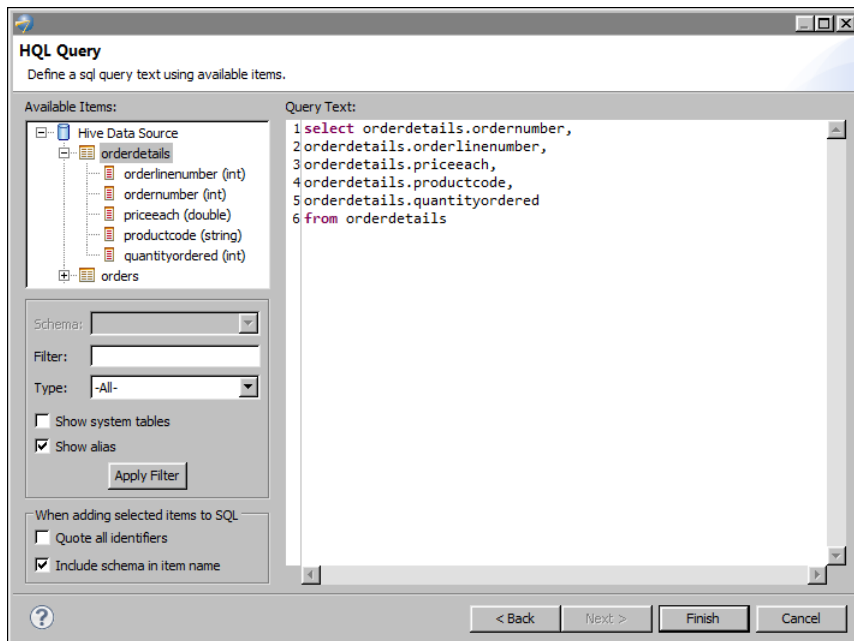 HQL Query
Define a sql query text using available items.
Available Items:
Hive Data Source
orderdetails
orderlinenumber (int)
ordernumber (int)
priceeach (double)
productcode (string)
quantityordered (int)
orders
Schema:
Filter:
Type: -All-
Show system tables
Show alias
Apply Filter
When adding selected items to SQL
Quote all identifiers
Include schema in item name
Query Text:
1 select orderdetails.ordernumber,
2 orderdetails.orderlinenumber,
3 orderdetails.priceeach,
4 orderdetails.productcode,
5 orderdetails.quantityordered
6 from orderdetails
? < Back Next > Finish Cancel